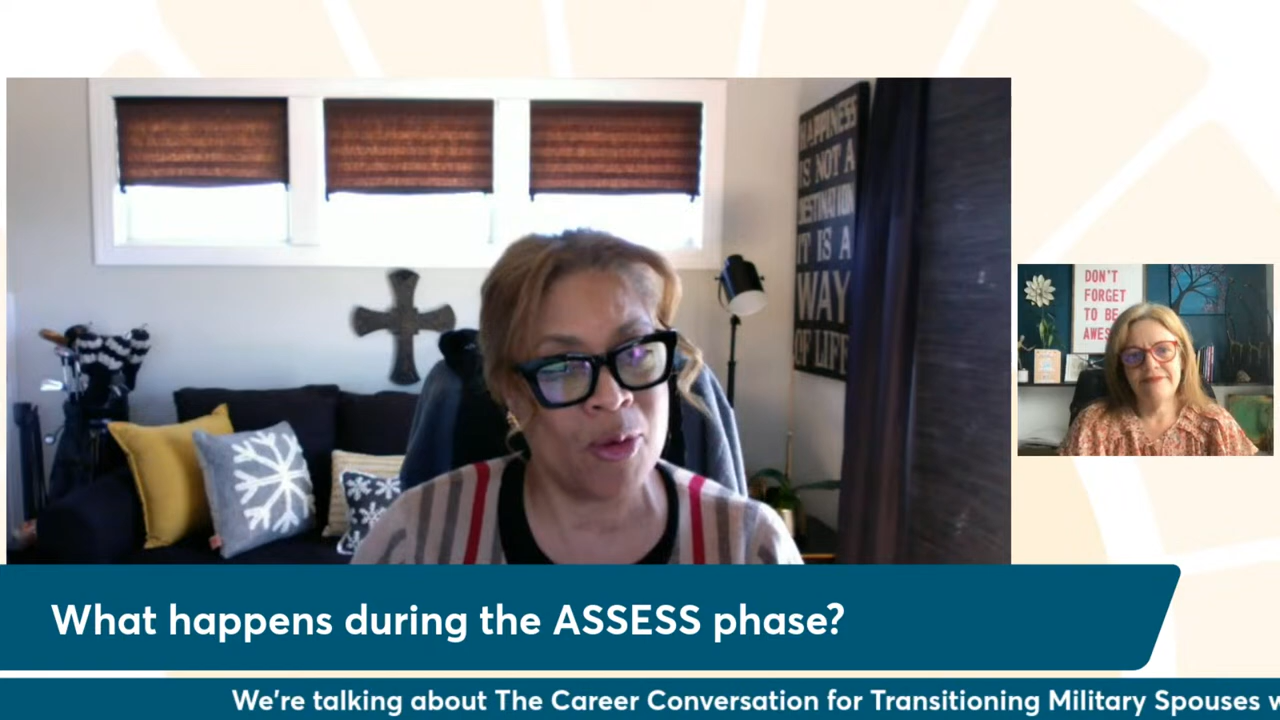 HAPPINESS
IS NOT A
DESTINATION
IT IS A
WAY
OF LIFE
DON'T
FORGET
TO BE
AWES
What happens during the ASSESS phase?
We're talking about The Career Conversation for Transitioning Military Spouses w